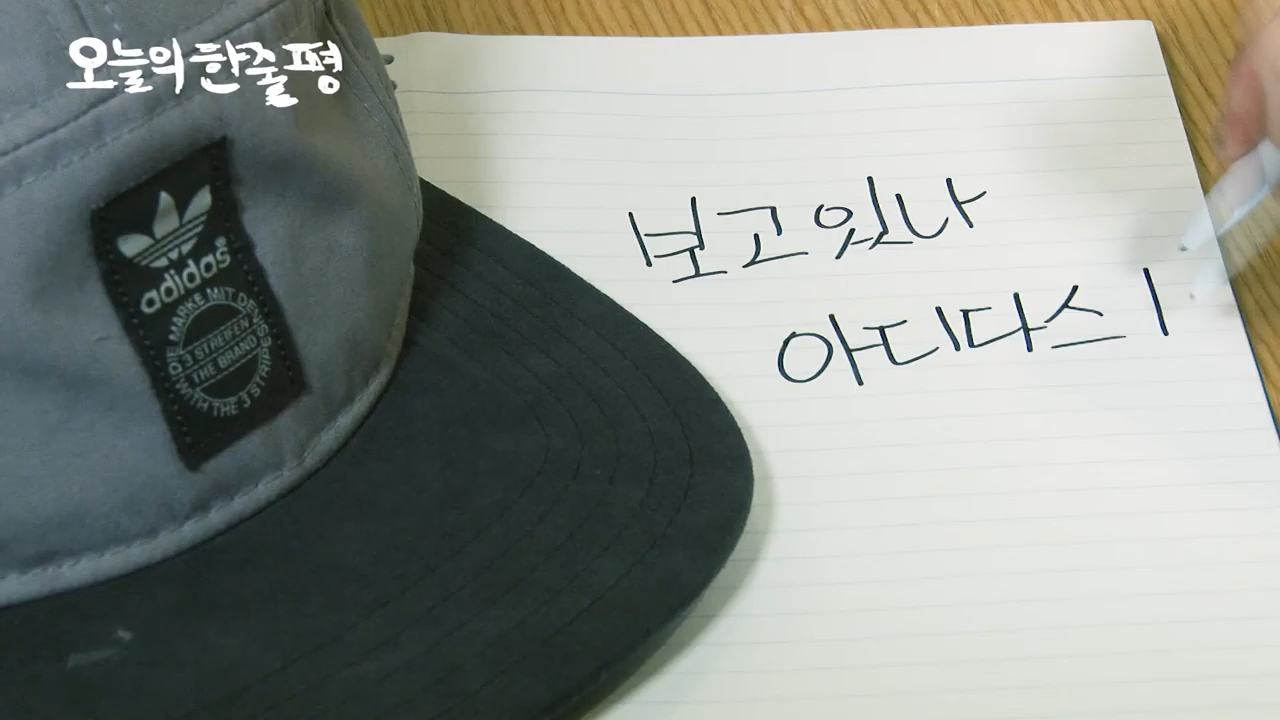 오늘의 한줄평
adidas
DIE MARKE MIT DEN 3 STREIFEN
THE BRAND
WITH THE 3 STRIPES
보고있나
아디다스!